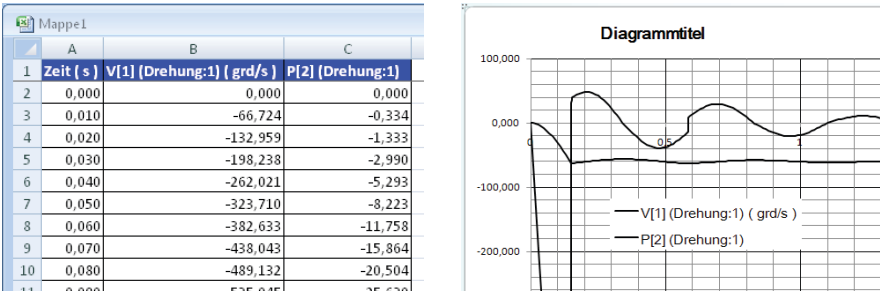 Mappe1
A B C
1 Zeit ( s ) V[1] (Drehung:1) ( grd/s ) P[2] (Drehung:1)
2 0,000 0,000 0,000
3 0,010 -66,724 -0,334
4 0,020 -132,959 -1,333
5 0,030 -198,238 -2,990
6 0,040 -262,021 -5,293
7 0,050 -323,710 -8,223
8 0,060 -382,633 -11,758
9 0,070 -438,043 -15,864
10 0,080 -489,132 -20,504
Diagrammtitel
100,000
0,000
0 0,5 1
-100,000
V[1] (Drehung:1) ( grd/s )
P[2] (Drehung:1)
-200,000